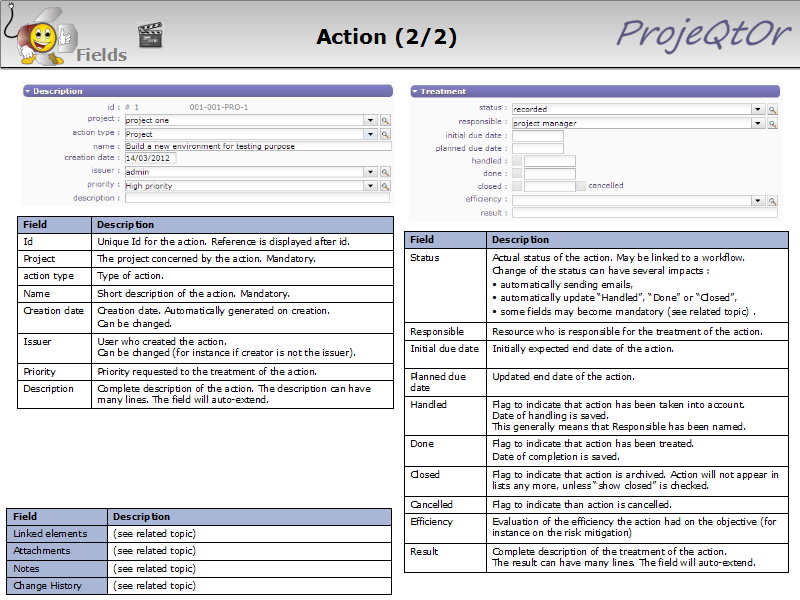 Fields
Action (2/2)
ProjeQtOr
Description
id : # 1 001-001-PRO-1
project : project one
action type : Project
name : Build a new environment for testing purpose
creation date : 14/03/2012
issuer : admin
priority : High priority
description :
Field Description
Id Unique Id for the action. Reference is displayed after id.
Project The project concerned by the action. Mandatory.
action type Type of action.
Name Short description of the action. Mandatory.
Creation date Creation date. Automatically generated on creation.
Can be changed.
Issuer User who created the action.
Can be changed (for instance if creator is not the issuer).
Priority Priority requested to the treatment of the action.
Description Complete description of the action. The description can have
many lines. The field will auto-extend.
Field Description
Linked elements (see related topic)
Attachments (see related topic)
Notes (see related topic)
Change History (see related topic)
Treatment
status : recorded
responsible : project manager
initial due date :
planned due date :
handled :
done :
closed : cancelled
efficiency :
result :
Field Description
Status Actual status of the action. May be linked to a workflow.
Change of the status can have several impacts :
• automatically sending emails,
• automatically update “Handled”, “Done” or “Closed”,
• some fields may become mandatory (see related topic) .
Responsible Resource who is responsible for the treatment of the action.
Initial due date Initially expected end date of the action.
Planned due Updated end date of the action.
date
Handled Flag to indicate that action has been taken into account.
Date of handling is saved.
This generally means that Responsible has been named.
Done Flag to indicate that action has been treated.
Date of completion is saved.
Closed Flag to indicate that action is archived. Action will not appear in
lists any more, unless “show closed” is checked.
Cancelled Flag to indicate than action is cancelled.
Efficiency Evaluation of the efficiency the action had on the objective (for
instance on the risk mitigation)
Result Complete description of the treatment of the action.
The result can have many lines. The field will auto-extend.